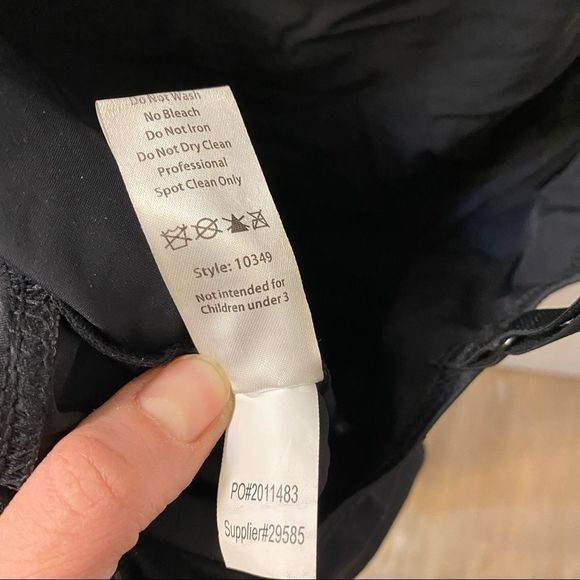 Do Not Wash
No Bleach
Do Not Iron
Do Not Dry Clean
Professional
Spot Clean Only
Style: 10349
Not intended for
Children under 3
PO#2011483
Supplier#29585